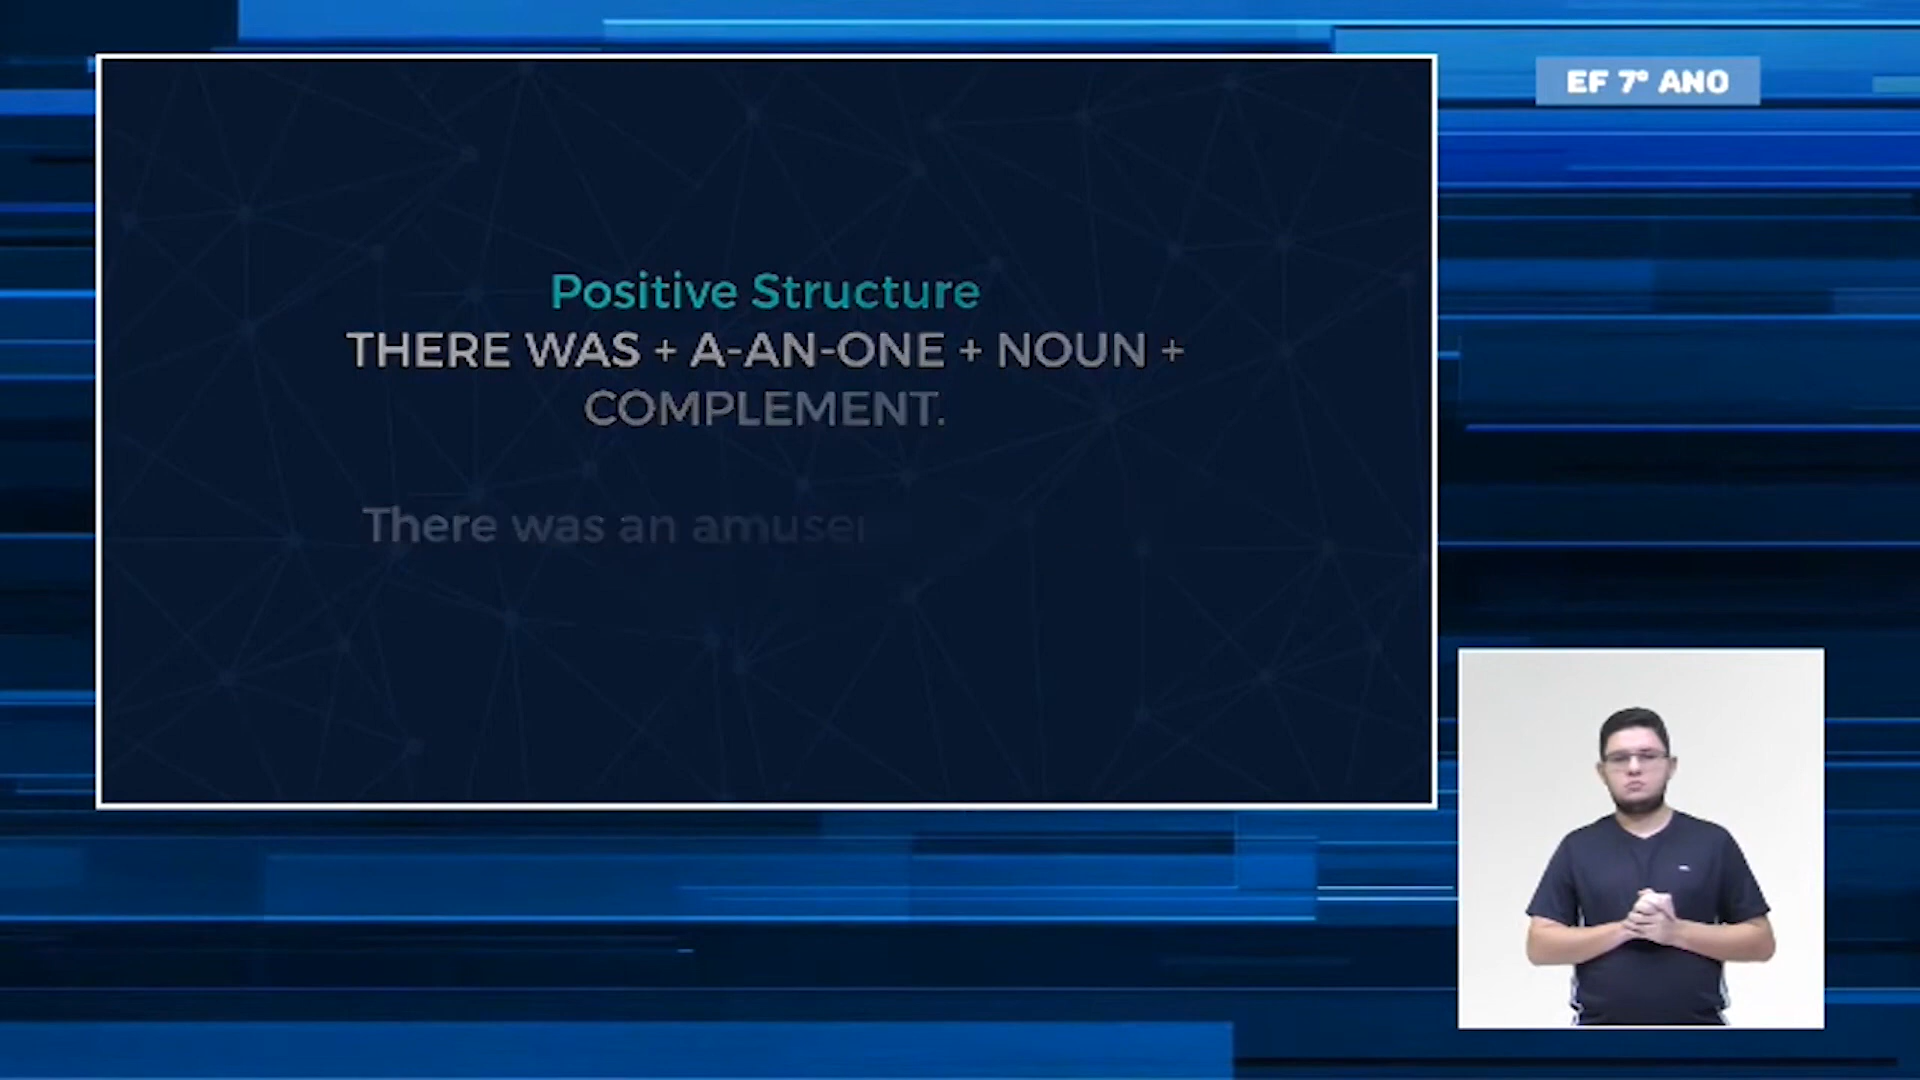 EF 7º ANO
Positive Structure
THERE WAS + A-AN-ONE + NOUN +
COMPLEMENT.
There was an